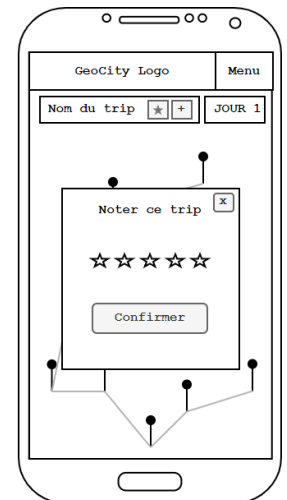 GeoCity Logo Menu
Nom du trip ★ + JOUR 1
x
Noter ce trip
Confirmer